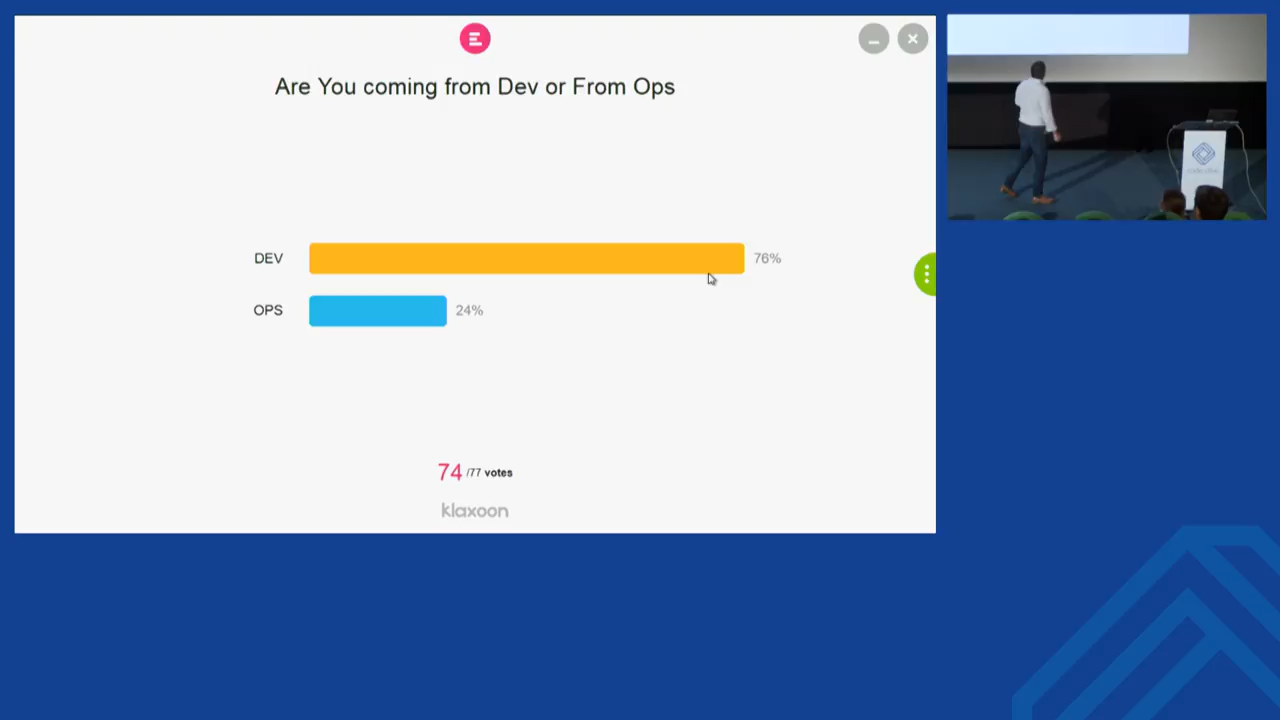 Are You coming from Dev or From Ops
DEV 76%
OPS 24%
74 /77 votes
klaxoon